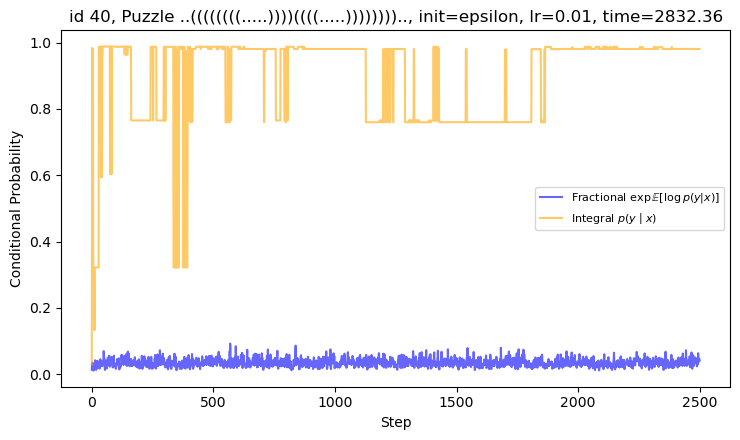 id 40, Puzzle ..((((((((.....))))((((.....)))))))).., init=epsilon, lr=0.01, time=2832.36
1.0
0.8
0.6
0.4
0.2
0.0
Conditional Probability
Fractional exp𝔼[log p(y|x)]
Integral p(y | x)
0
500
1000
1500
2000
2500
Step